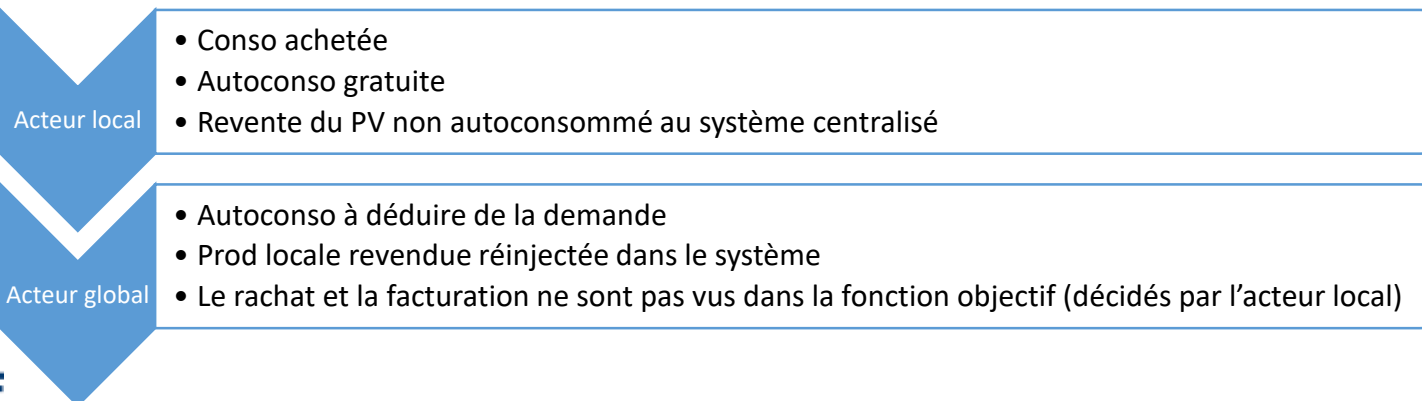 Acteur local
• Conso achetée
• Autoconso gratuite
• Revente du PV non autoconsommé au système centralisé
Acteur global
• Autoconso à déduire de la demande
• Prod locale revendue réinjectée dans le système
• Le rachat et la facturation ne sont pas vus dans la fonction objectif (décidés par l’acteur local)